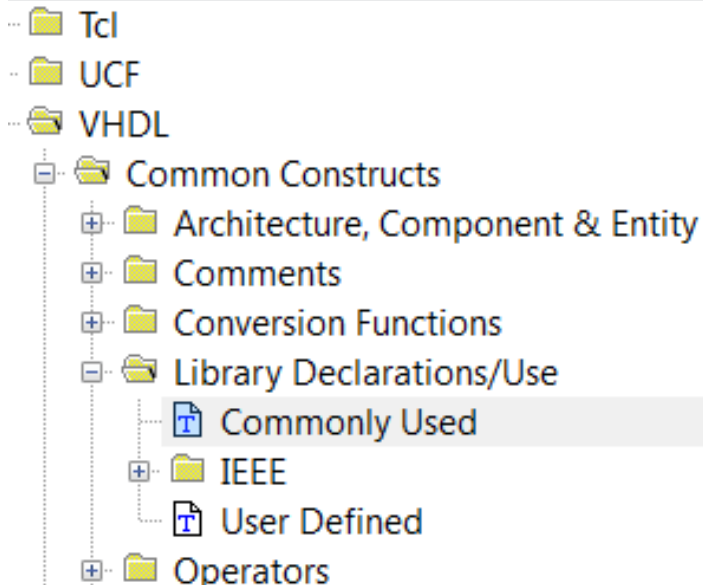 Tcl
UCF
VHDL
Common Constructs
Architecture, Component & Entity
Comments
Conversion Functions
Library Declarations/Use
Commonly Used
IEEE
User Defined
Operators